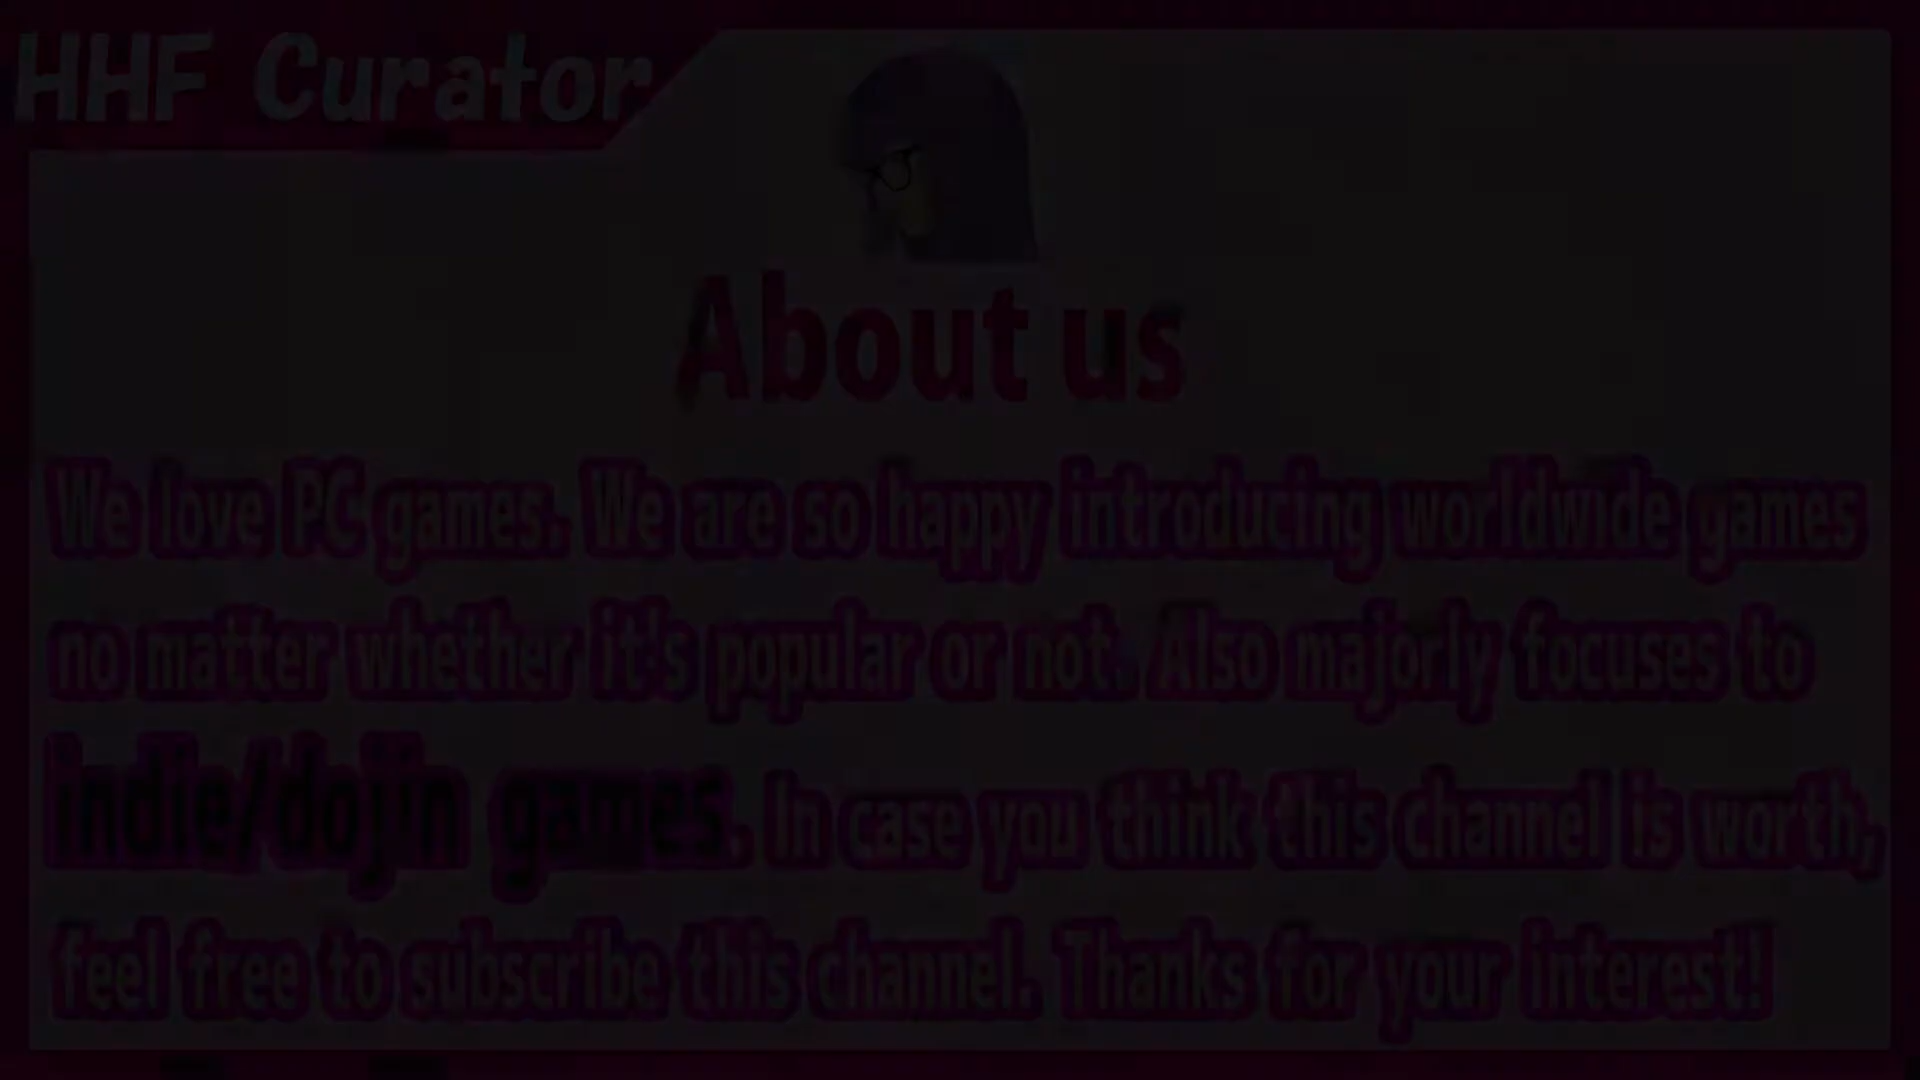 HHF Curator
About us
We love PC games. We are so happy introducing worldwide games
no matter whether it's popular or not. Also majorly focuses to
indie/dojin games. In case you think this channel is worth,
feel free to subscribe this channel. Thanks for your interest!